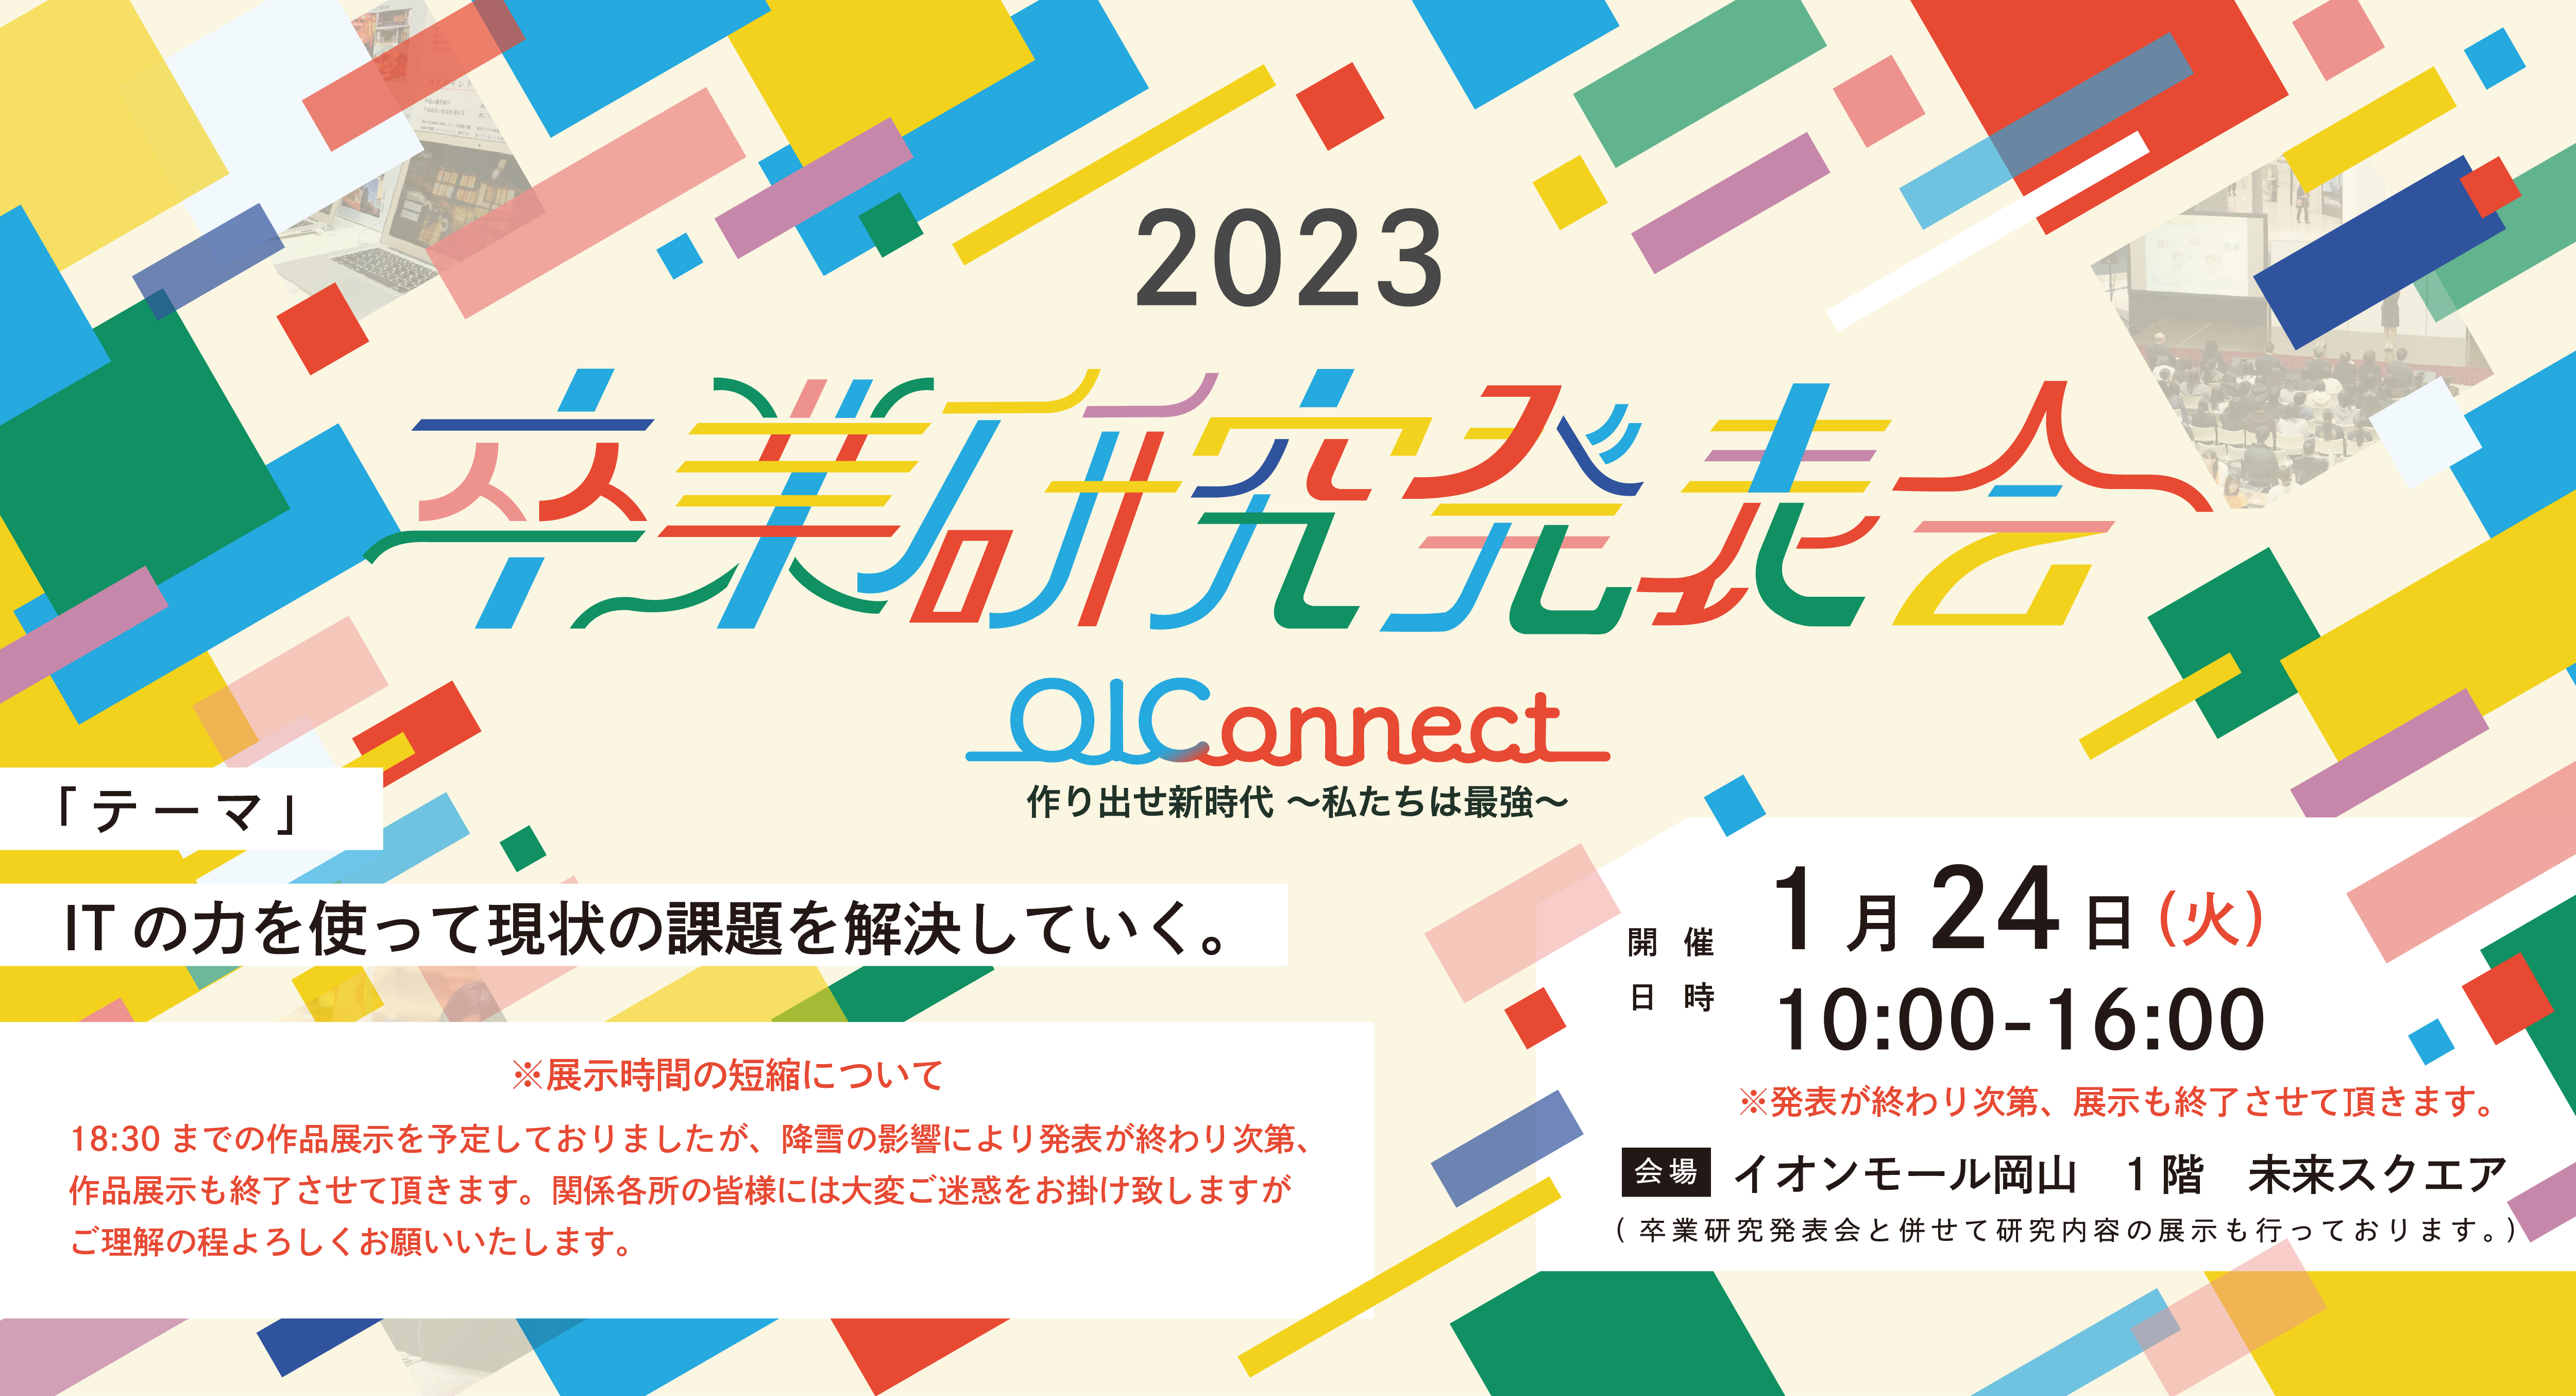 2023
卒業研究発表会
OIConnect
作り出せ新時代 ～私たちは最強～
「テーマ」
ITの力を使って現状の課題を解決していく。
※展示時間の短縮について
18:30 までの作品展示を予定しておりましたが、降雪の影響により発表が終わり次第、
作品展示も終了させて頂きます。関係各所の皆様には大変ご迷惑をお掛け致しますが
ご理解の程よろしくお願いいたします。
開催日時
1月24日(火)
10:00-16:00
※発表が終わり次第、展示も終了させて頂きます。
会場 イオンモール岡山　1階　未来スクエア
(卒業研究発表会と併せて研究内容の展示も行っております。)